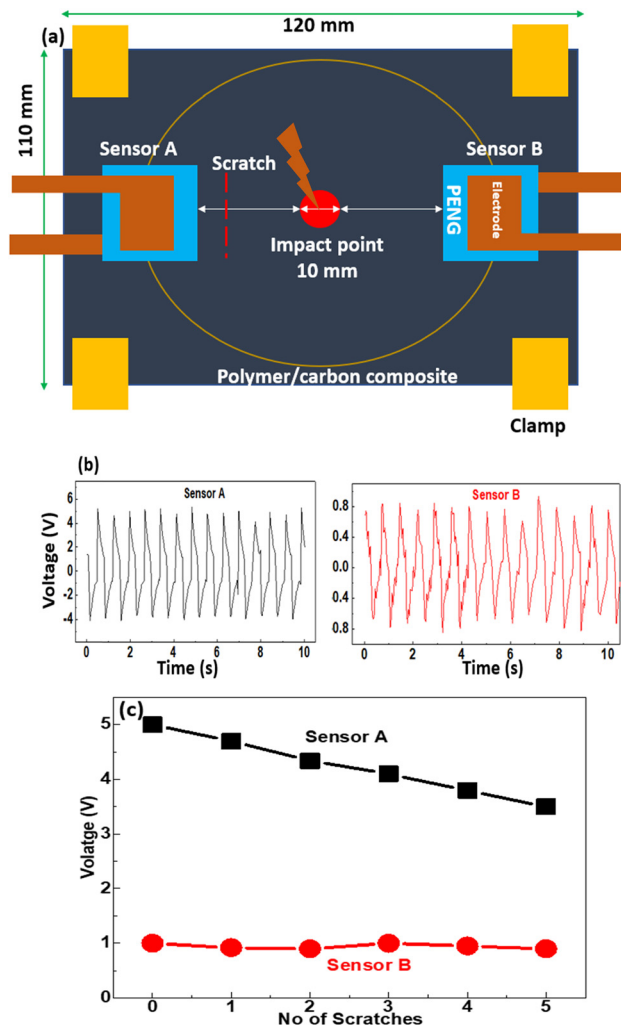 (a)
120 mm
110 mm
Sensor A
Sensor B
Scratch
PENG
Electrode
Impact point
10 mm
Polymer/carbon composite
Clamp
(b)
Sensor A
Voltage (V)
6
4
2
0
-2
-4
0 2 4 6 8 10
Time (s)
Sensor B
0.8
0.4
0.0
0.4
0.8
0 2 4 6 8 10
Time (s)
(c)
Sensor A
Volatge (V)
5
4
3
2
1
0
Sensor B
0 1 2 3 4 5
No of Scratches